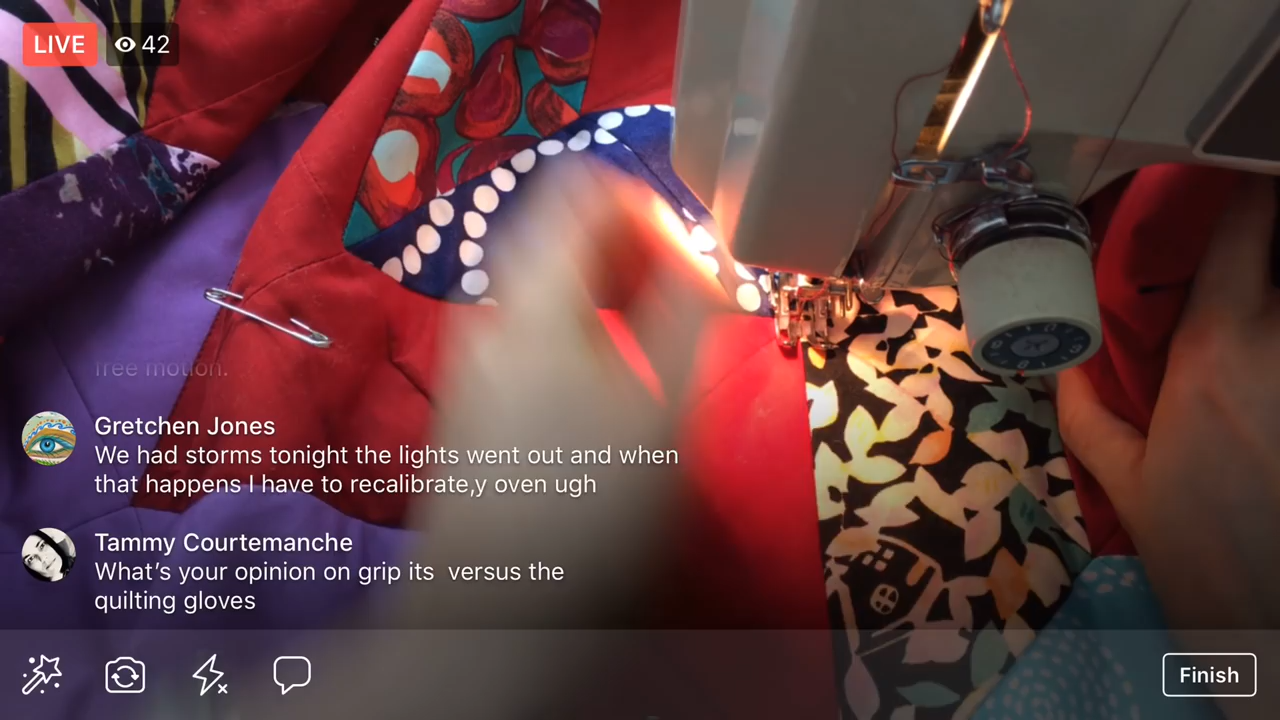 LIVE 42
free motion.
Gretchen Jones
We had storms tonight the lights went out and when
that happens I have to recalibrate,y oven ugh
Tammy Courtemanche
What's your opinion on grip its  versus the
quilting gloves
Finish